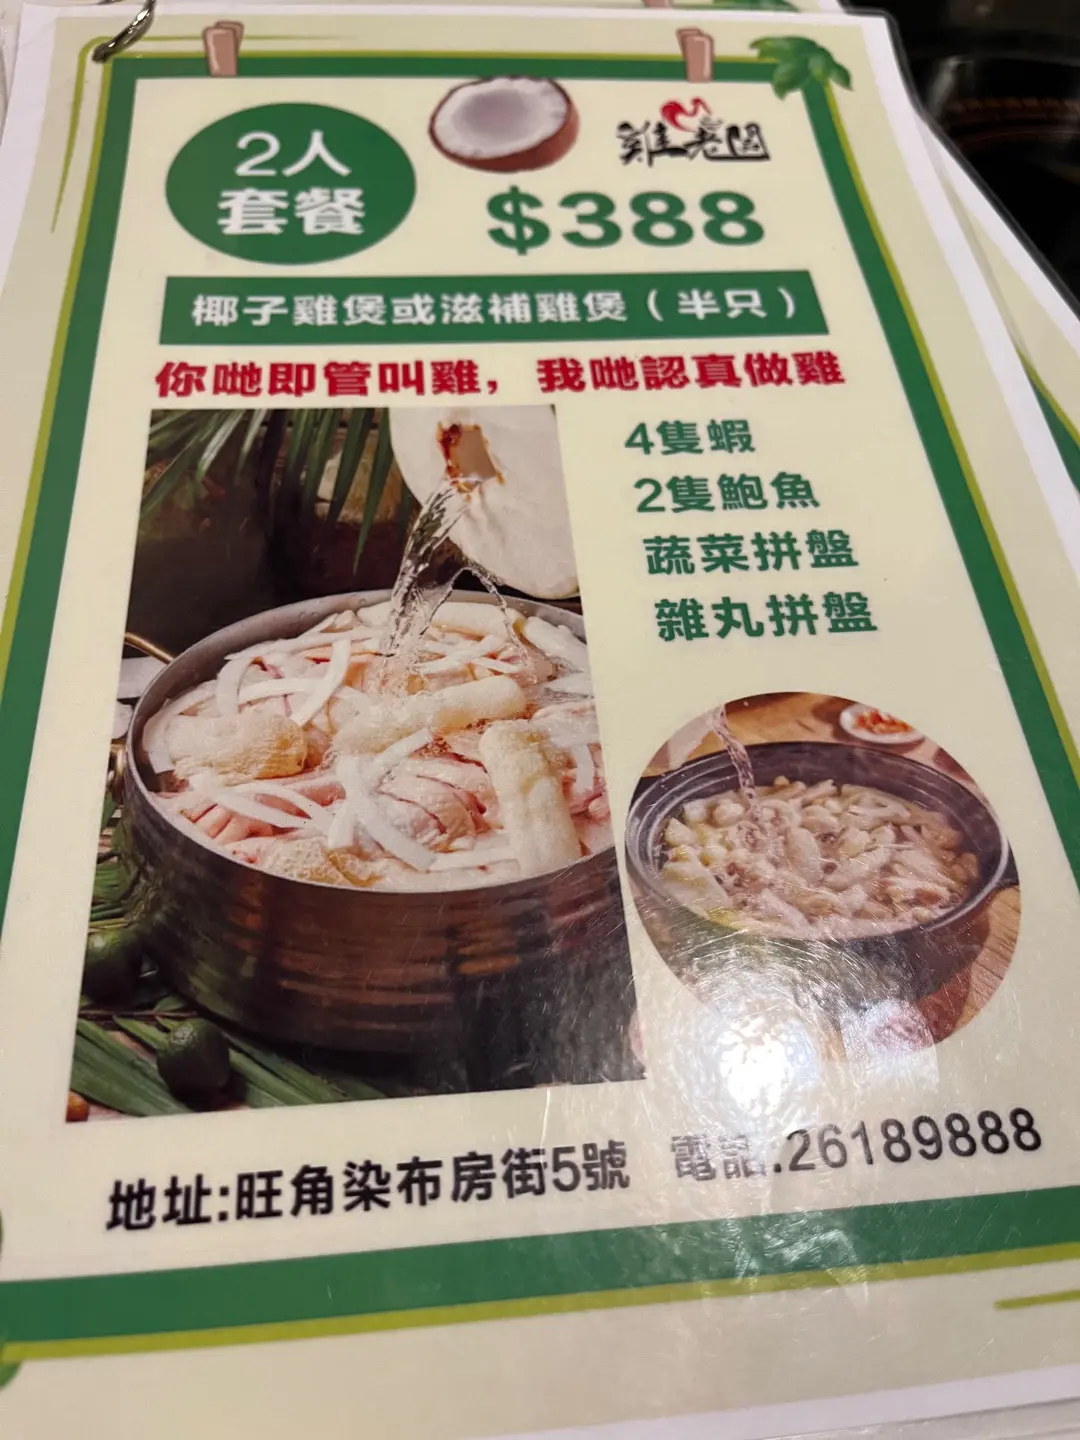 2人
套餐
雞老闆
$388
椰子雞煲或滋補雞煲（半只）
你哋即管叫雞，我哋認真做雞
4隻蝦
2隻鮑魚
蔬菜拼盤
雜丸拼盤
地址:旺角染布房街5號 電話.26189888